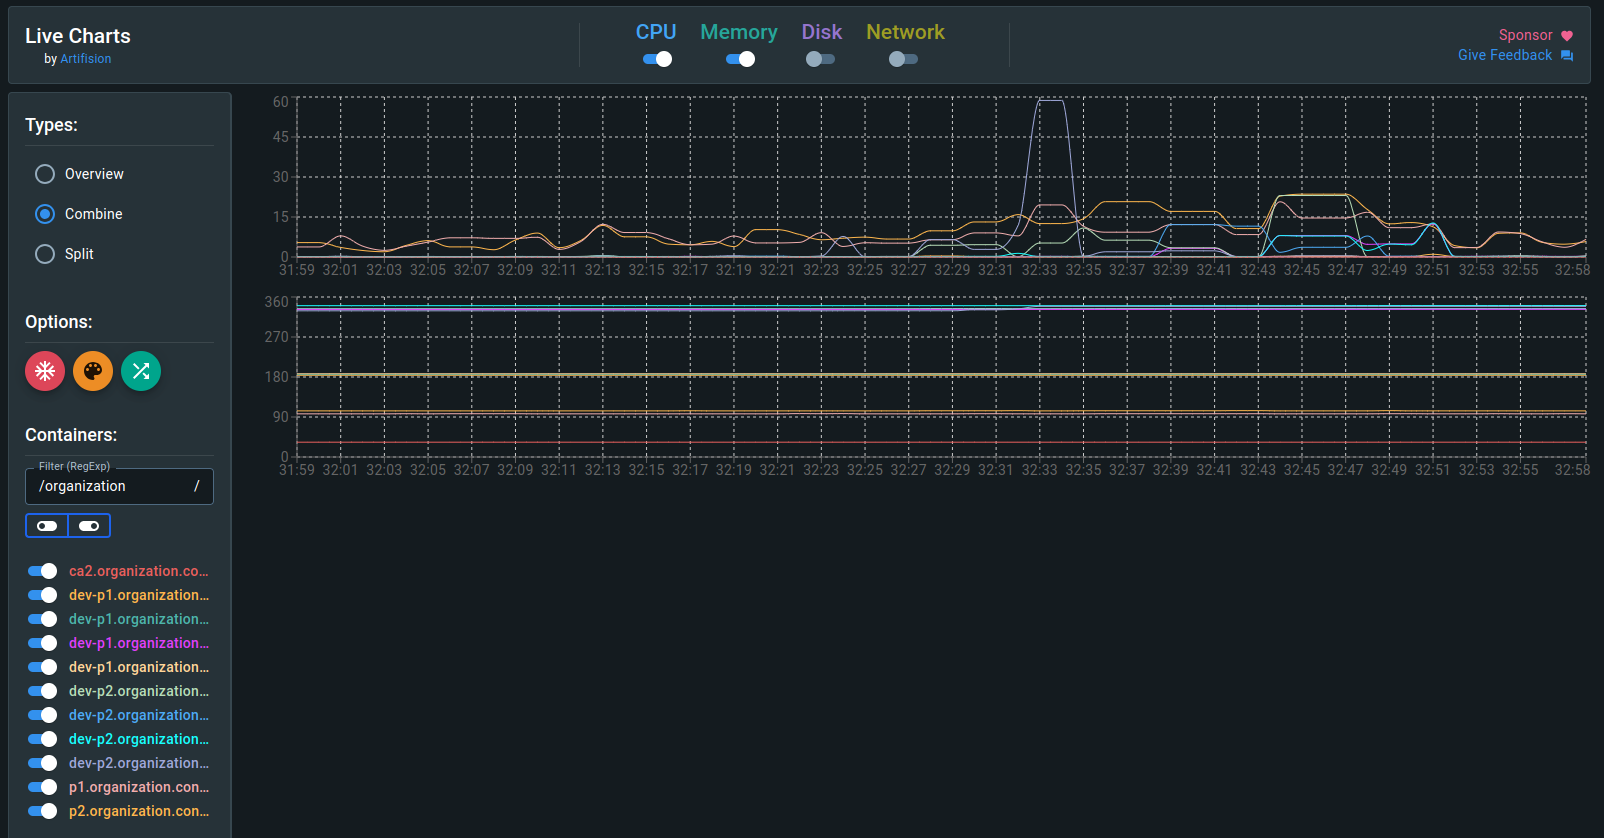 Live Charts
by Artifision
CPU Memory Disk Network
Sponsor
Give Feedback
Types:
Overview
Combine
Split
Options:
Containers:
Filter (RegExp)
/organization /
ca2.organization.co...
dev-p1.organization...
dev-p1.organization...
dev-p1.organization...
dev-p1.organization...
dev-p2.organization...
dev-p2.organization...
dev-p2.organization...
dev-p2.organization...
p1.organization.con...
p2.organization.con...
60
45
30
15
0
31:59 32:01 32:03 32:05 32:07 32:09 32:11 32:13 32:15 32:17 32:19 32:21 32:23 32:25 32:27 32:29 32:31 32:33 32:35 32:37 32:39 32:41 32:43 32:45 32:47 32:49 32:51 32:53 32:55 32:58
360
270
180
90
0
31:59 32:01 32:03 32:05 32:07 32:09 32:11 32:13 32:15 32:17 32:19 32:21 32:23 32:25 32:27 32:29 32:31 32:33 32:35 32:37 32:39 32:41 32:43 32:45 32:47 32:49 32:51 32:53 32:55 32:58